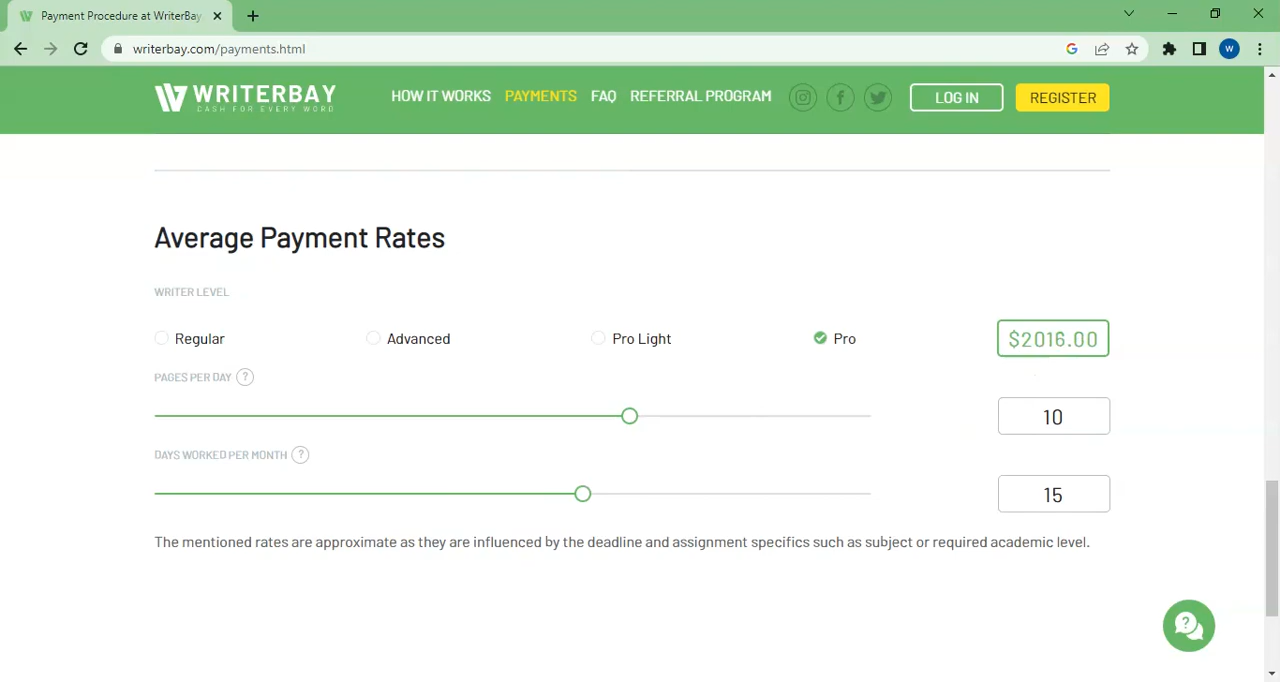 Payment Procedure at WriterBay
writerbay.com/payments.html
W
WRITERBAY
CASH FOR EVERY WORD
HOW IT WORKS PAYMENTS FAQ REFERRAL PROGRAM LOG IN REGISTER
Average Payment Rates
WRITER LEVEL
Regular Advanced Pro Light Pro $2016.00
PAGES PER DAY ?
10
DAYS WORKED PER MONTH ?
15
The mentioned rates are approximate as they are influenced by the deadline and assignment specifics such as subject or required academic level.
?